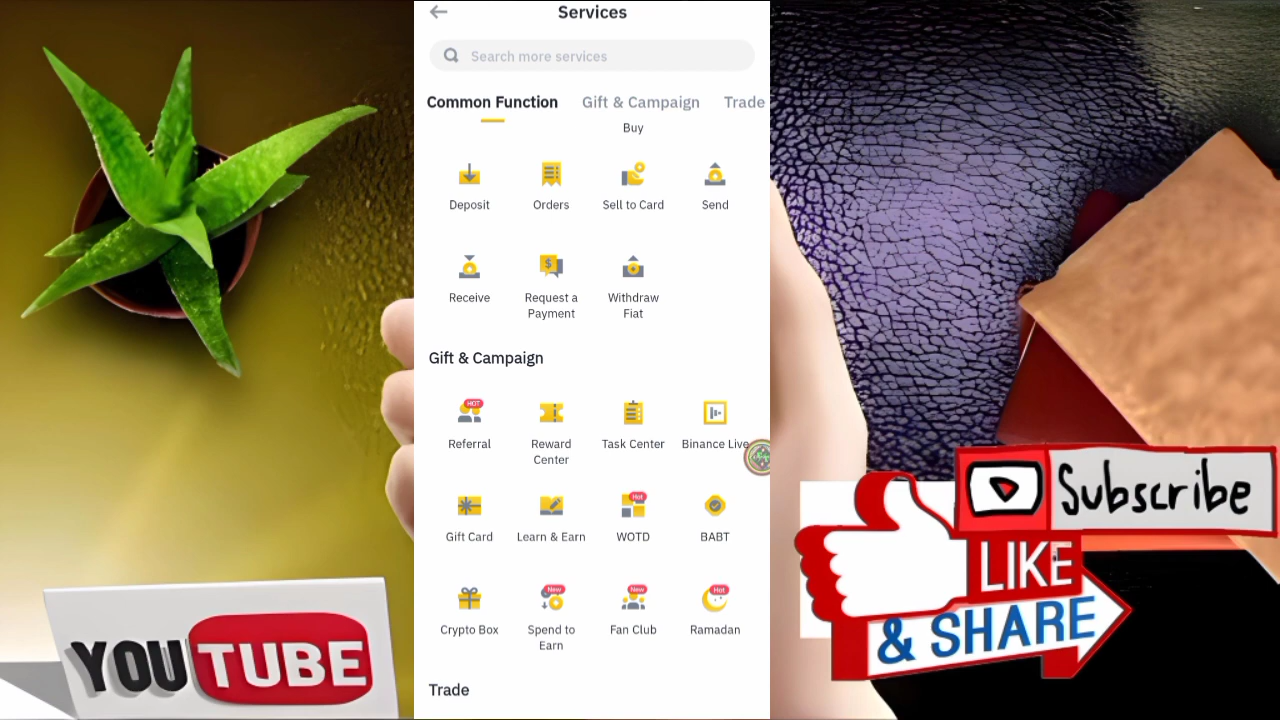 Services
Search more services
Common Function Gift & Campaign Trade
Buy
Deposit Orders Sell to Card Send
Receive Request a Payment Withdraw Fiat
Gift & Campaign
HOT
Referral Reward Center Task Center Binance Live
Hot
Gift Card Learn & Earn WOTD BABT
New New Hot
Crypto Box Spend to Earn Fan Club Ramadan
Trade
YOUTUBE
Subscribe
LIKE
& SHARE